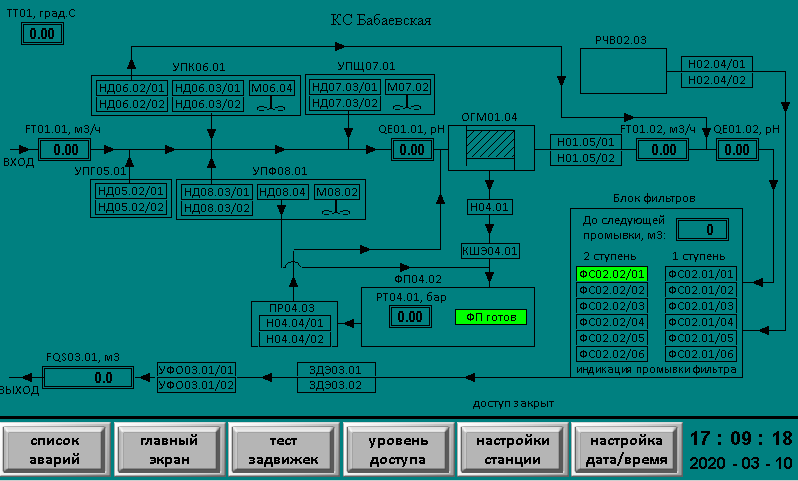 TT01, град.С
0.00
КС Бабаевская
УПК06.01
НД06.02/01
НД06.02/02
НД06.03/01
НД06.03/02
М06.04
УПЩ07.01
НД07.03/01
НД07.03/02
М07.02
РЧВ02.03
Н02.04/01
Н02.04/02
FT01.01, м3/ч
0.00
ВХОД
QE01.01, pH
0.00
ОГМ01.04
Н01.05/01
Н01.05/02
FT01.02, м3/ч
0.00
QE01.02, pH
0.00
УПГ05.01
НД05.02/01
НД05.02/02
УПФ08.01
НД08.03/01
НД08.03/02
НД08.04
М08.02
Н04.01
КШЭ04.01
Блок фильтров
До следующей
промывки, м3:
0
2 ступень
1 ступень
ФС02.02/01
ФС02.01/01
ФС02.02/02
ФС02.01/02
ФС02.02/03
ФС02.01/03
ФС02.02/04
ФС02.01/04
ФС02.02/05
ФС02.01/05
ФС02.02/06
ФС02.01/06
индикация промывки фильтра
ФП04.02
РТ04.01, бар
0.00
ФП готов
ПР04.03
Н04.04/01
Н04.04/02
FQS03.01, м3
0.0
ВЫХОД
УФО03.01/01
УФО03.01/02
ЗДЭ03.01
ЗДЭ03.02
доступ закрыт
список
аварий
главный
экран
тест
задвижек
уровень
доступа
настройки
станции
настройка
дата/время
17 : 09 : 18
2020 - 03 - 10